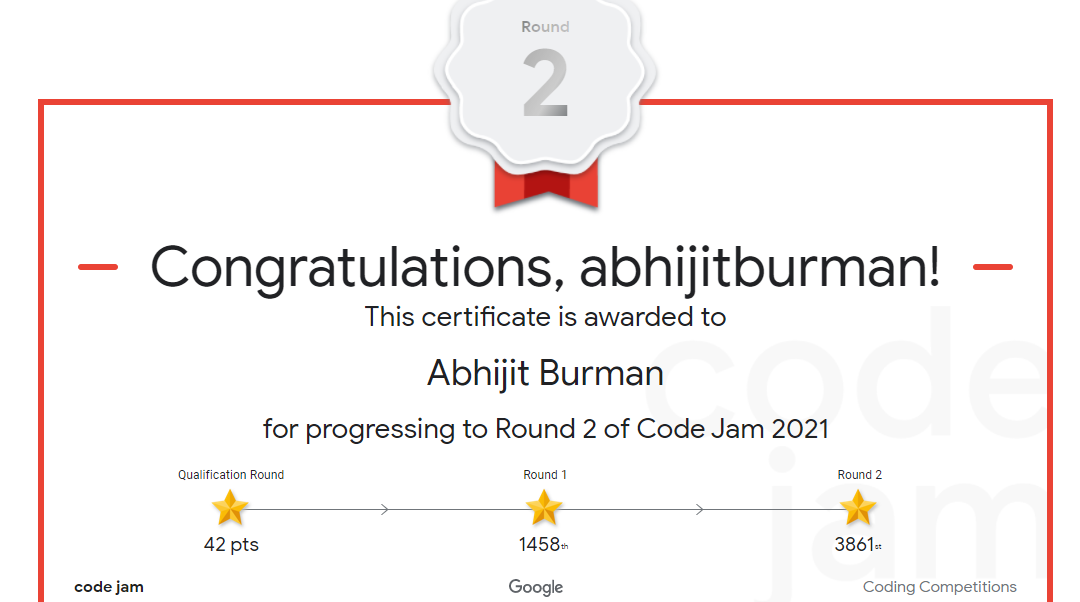 Round
2
Congratulations, abhijitburman!
This certificate is awarded to
Abhijit Burman
for progressing to Round 2 of Code Jam 2021
Qualification Round Round 1 Round 2
42 pts 1458th 3861st
code jam Google Coding Competitions
code
jam